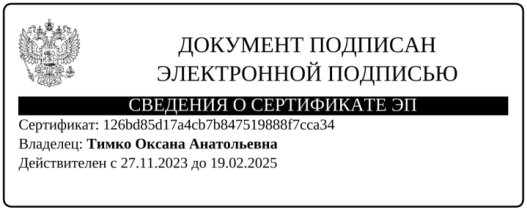 ДОКУМЕНТ ПОДПИСАН
ЭЛЕКТРОННОЙ ПОДПИСЬЮ
СВЕДЕНИЯ О СЕРТИФИКАТЕ ЭП
Сертификат: 126bd85d17a4cb7b847519888f7cca34
Владелец: Тимко Оксана Анатольевна
Действителен с 27.11.2023 до 19.02.2025